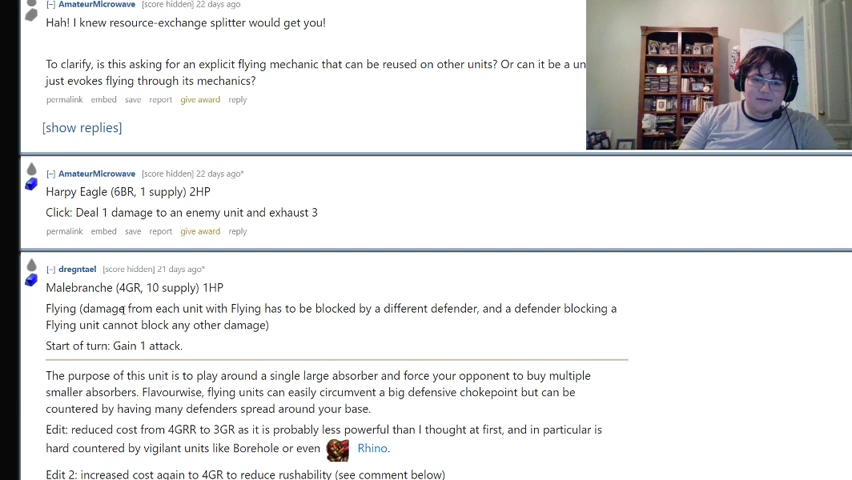 [–] AmateurMicrowave [score hidden] 22 days ago
Hah! I knew resource-exchange splitter would get you!
To clarify, is this asking for an explicit flying mechanic that can be reused on other units? Or can it be a un
just evokes flying through its mechanics?
permalink embed save report give award reply
[show replies]
[–] AmateurMicrowave [score hidden] 22 days ago*
Harpy Eagle (6BR, 1 supply) 2HP
Click: Deal 1 damage to an enemy unit and exhaust 3
permalink embed save report give award reply
[–] dregntael [score hidden] 21 days ago*
Malebranche (4GR, 10 supply) 1HP
Flying (damage from each unit with Flying has to be blocked by a different defender, and a defender blocking a
Flying unit cannot block any other damage)
Start of turn: Gain 1 attack.
The purpose of this unit is to play around a single large absorber and force your opponent to buy multiple
smaller absorbers. Flavourwise, flying units can easily circumvent a big defensive chokepoint but can be
countered by having many defenders spread around your base.
Edit: reduced cost from 4GRR to 3GR as it is probably less powerful than I thought at first, and in particular is
hard countered by vigilant units like Borehole or even Rhino.
Edit 2: increased cost again to 4GR to reduce rushability (see comment below)